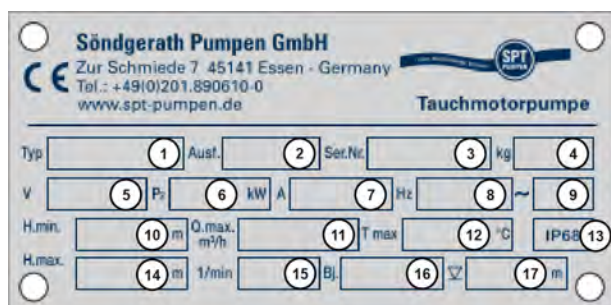 Söndgerath Pumpen GmbH
Zur Schmiede 7 45141 Essen - Germany
Tel.: +49(0)201.890610-0
www.spt-pumpen.de
SPT
PUMPEN
Tauchmotorpumpe
Typ 1 Ausf. 2 Ser.Nr. 3 kg 4
V 5 P₂ 6 kW A 7 Hz 8 ~ 9
H.min. 10 m Q.max. m³/h 11 T max 12 °C IP68 13
H.max. 14 m 1/min 15 Bj. 16 17 m